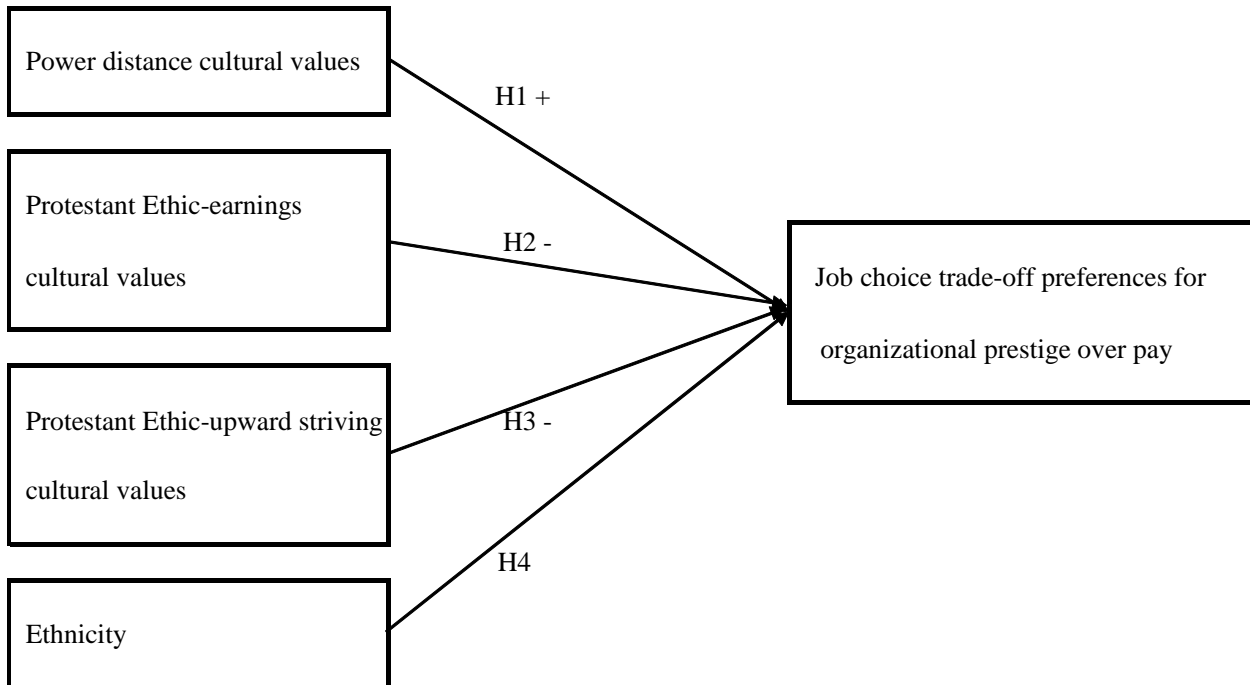 Power distance cultural values
H1 +
Protestant Ethic-earnings
cultural values
H2 -
Job choice trade-off preferences for
organizational prestige over pay
Protestant Ethic-upward striving
cultural values
H3 -
H4
Ethnicity